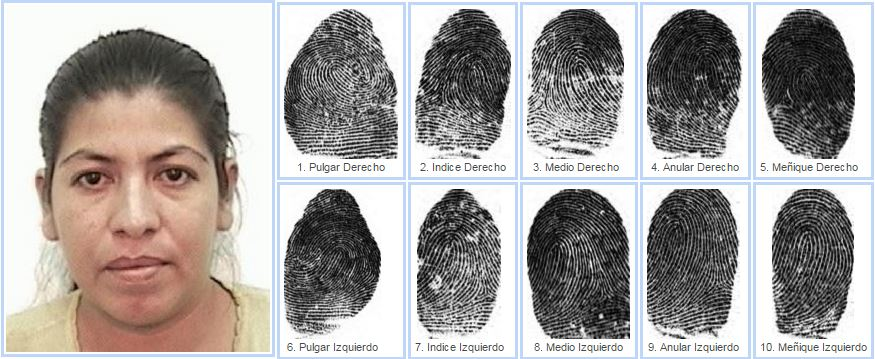 1. Pulgar Derecho
2. Indice Derecho
3. Medio Derecho
4. Anular Derecho
5. Meñique Derecho
6. Pulgar Izquierdo
7. Indice Izquierdo
8. Medio Izquierdo
9. Anular Izquierdo
10. Meñique Izquierdo